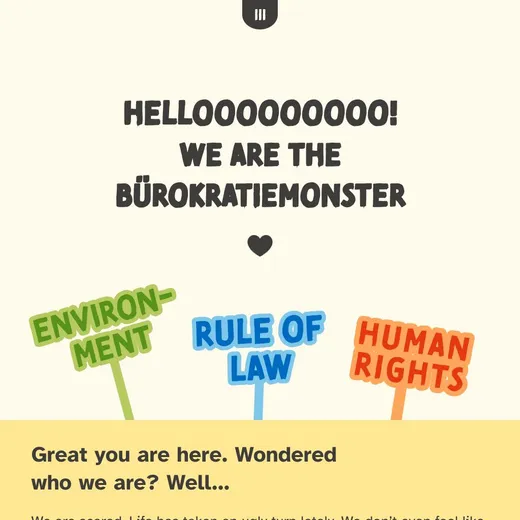 HELLOOOOOOOOO!
WE ARE THE
BÜROKRATIEMONSTER
ENVIRON-
MENT
RULE OF
LAW
HUMAN
RIGHTS
Great you are here. Wondered
who we are? Well...
We are scared. Life has taken an ugly turn lately. We don't even feel like